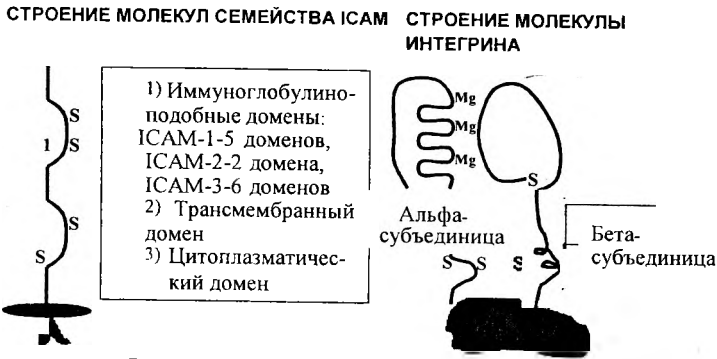 СТРОЕНИЕ МОЛЕКУЛ СЕМЕЙСТВА ICAM
СТРОЕНИЕ МОЛЕКУЛЫ
ИНТЕГРИНА
S
1 S
S
S
1) Иммуноглобулино-
подобные домены:
ICAM-1-5 доменов,
ICAM-2-2 домена,
ICAM-3-6 доменов
2) Трансмембранный
домен
3) Цитоплазматичес-
кий домен
Mg
Mg
Mg
S
Альфа-
субъединица
S S
S
Бета-
субъединица